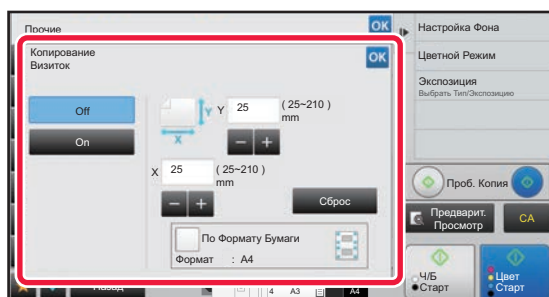 Прочие
OK
Копирование
Визиток
OK
Off
On
Y 25 ( 25~210 )
mm
Y
X
− +
X 25 ( 25~210 )
mm
− +
Сброс
По Формату Бумаги
Формат : A4
Назад
4 A3
A4
Настройка Фона
Цветной Режим
Экспозиция
Выбрать Тип/Экспозицию
Проб. Копия
Предварит.
Просмотр
CA
Ч/Б
Старт
Цвет
Старт